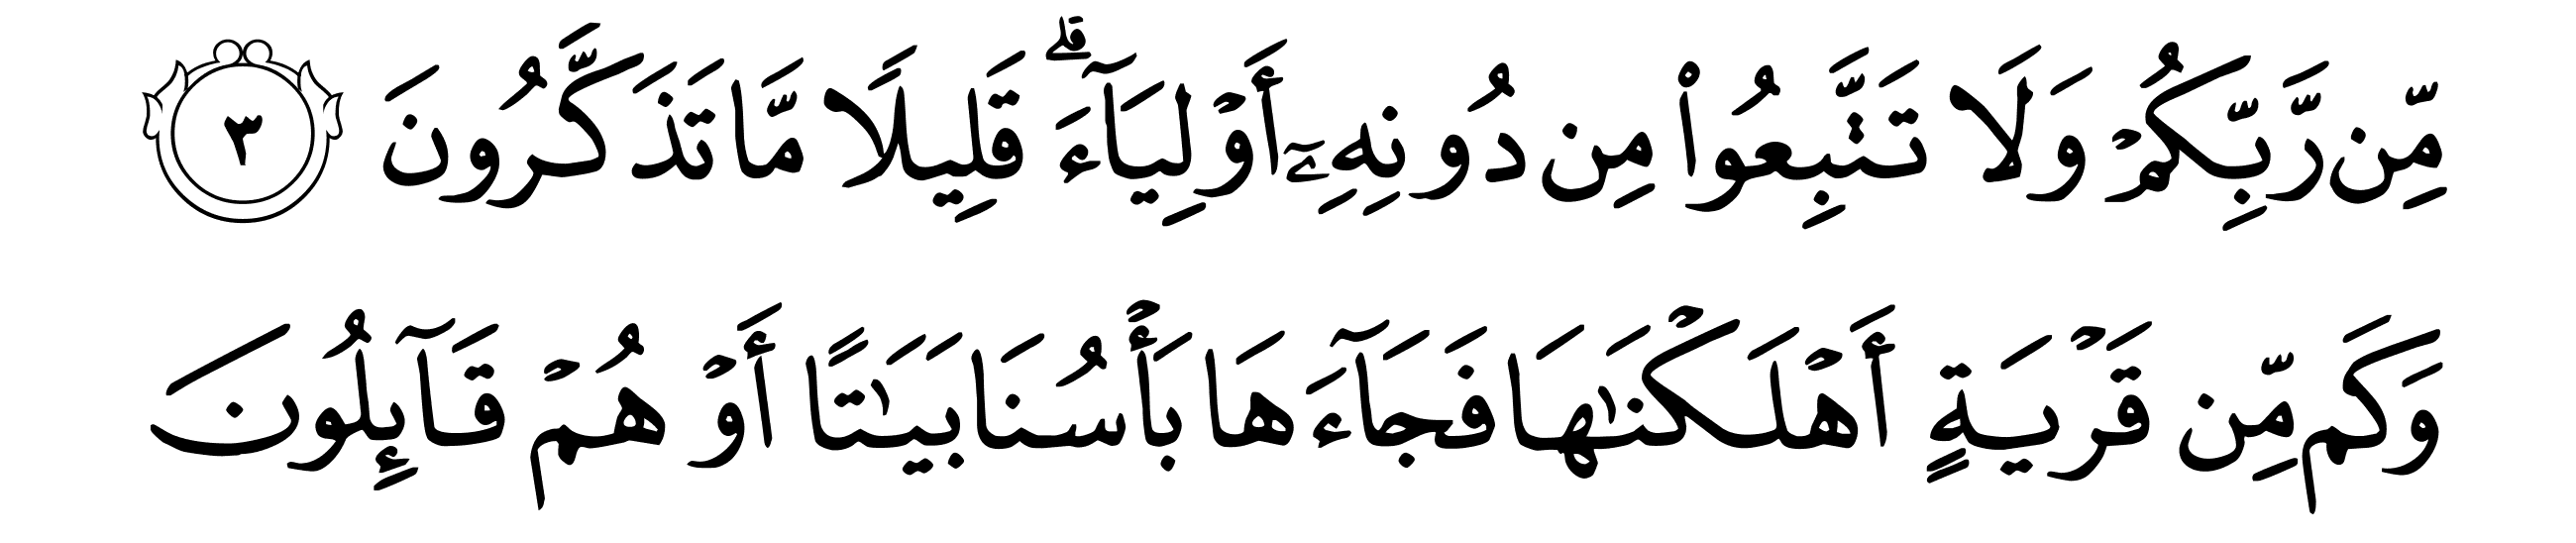 مِّن رَّبِّكُمْ وَلَا تَتَّبِعُوا۟ مِن دُونِهِۦٓ أَوْلِيَآءَ ۗ قَلِيلًا مَّا تَذَكَّرُونَ ٣
وَكَم مِّن قَرْيَةٍ أَهْلَكْنَـٰهَا فَجَآءَهَا بَأْسُنَا بَيَـٰتًا أَوْ هُمْ قَآئِلُونَ